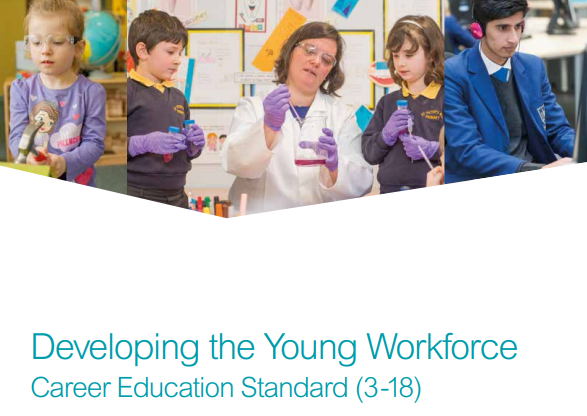 Developing the Young Workforce
Career Education Standard (3-18)